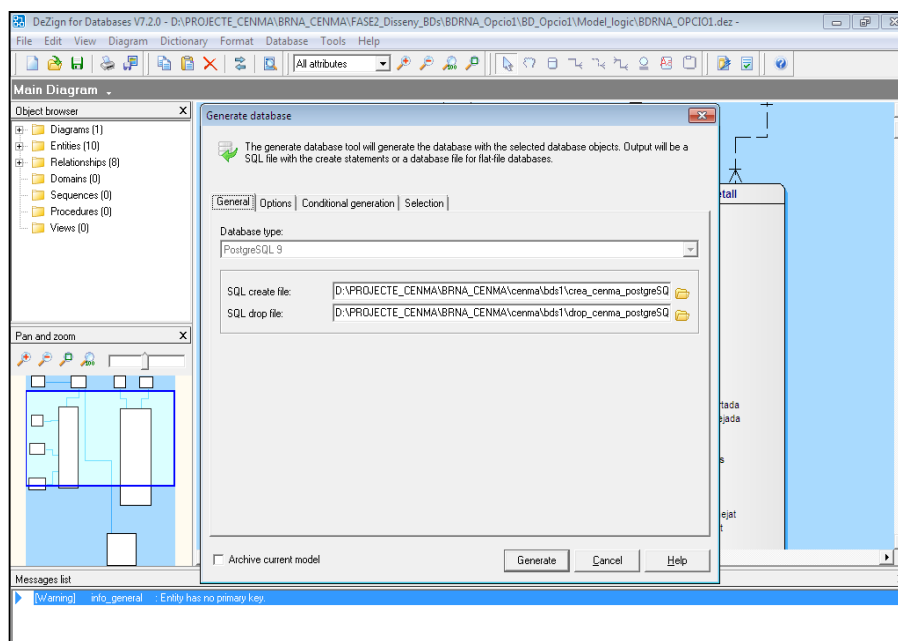 DeZign for Databases V7.2.0 - D:\PROJECTE_CENMA\BRNA_CENMA\FASE2_Disseny_BDs\BDRNA_Opcio1\BD_Opcio1\Model_logic\BDRNA_OPCIO1.dez -
File Edit View Diagram Dictionary Format Database Tools Help
All attributes
Main Diagram
Object browser X
Diagrams (1)
Entities (10)
Relationships (8)
Domains (0)
Sequences (0)
Procedures (0)
Views (0)
Pan and zoom X
Generate database
The generate database tool will generate the database with the selected database objects. Output will be a
SQL file with the create statements or a database file for flat-file databases.
General Options Conditional generation Selection
Database type:
PostgreSQL 9
SQL create file: D:\PROJECTE_CENMA\BRNA_CENMA\cenma\bds1\crea_cenma_postgreSQ
SQL drop file: D:\PROJECTE_CENMA\BRNA_CENMA\cenma\bds1\drop_cenma_postgreSQ
Archive current model
Generate Cancel Help
etall
rtada
ejada
s
ejat
t
Messages list
[Warning] info_general : Entity has no primary key.